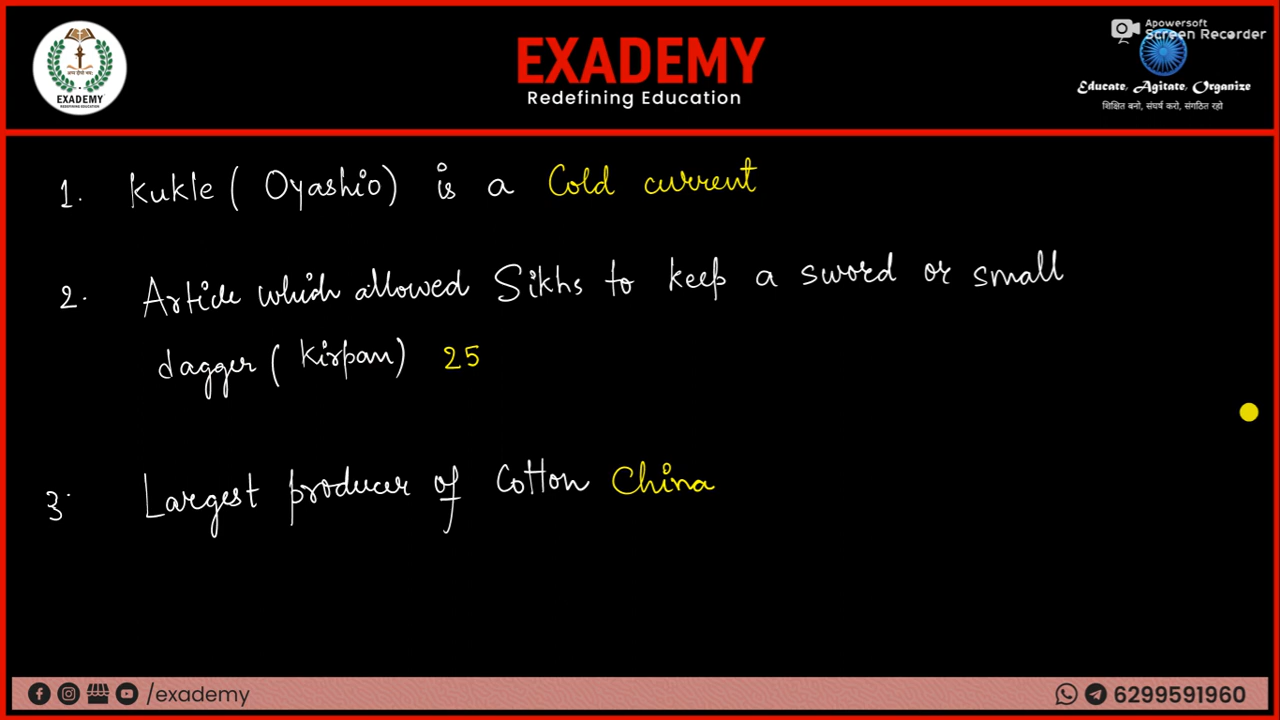 EXADEMY
REDEFINING EDUCATION
EXADEMY
Redefining Education
Apowersoft
Screen Recorder
Educate, Agitate, Organize
शिक्षित बनो, संघर्ष करो, संगठित रहो
1. Kukle ( Oyashio) is a Cold current
2. Article which allowed Sikhs to keep a sword or small
dagger ( Kirpan) 25
3. Largest producer of Cotton China
/exademy
6299591960